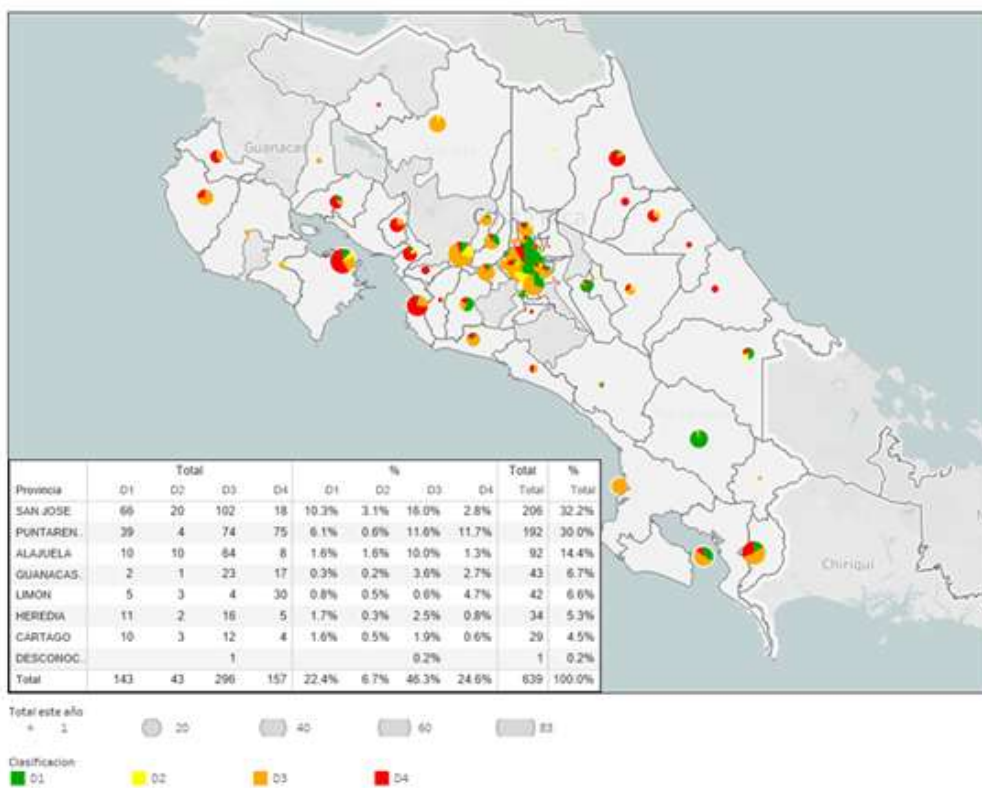 Guanacas
Chiriquí
Total % Total %
Provincia D1 D2 D3 D4 D1 D2 D3 D4 Total Total
SAN JOSE 66 20 102 18 10.3% 3.1% 16.0% 2.8% 206 32.2%
PUNTAREN.. 39 4 74 75 6.1% 0.6% 11.6% 11.7% 192 30.0%
ALAJUELA 10 10 64 8 1.6% 1.6% 10.0% 1.3% 92 14.4%
GUANACAS.. 2 1 23 17 0.3% 0.2% 3.6% 2.7% 43 6.7%
LIMON 5 3 4 30 0.8% 0.5% 0.6% 4.7% 42 6.6%
HEREDIA 11 2 16 5 1.7% 0.3% 2.5% 0.8% 34 5.3%
CARTAGO 10 3 12 4 1.6% 0.5% 1.9% 0.6% 29 4.5%
DESCONOC.. 1 0.2% 1 0.2%
Total 143 43 296 157 22.4% 6.7% 46.3% 24.6% 639 100.0%
Total este año
1 20 40 60 83
Clasificacion
D1 D2 D3 D4